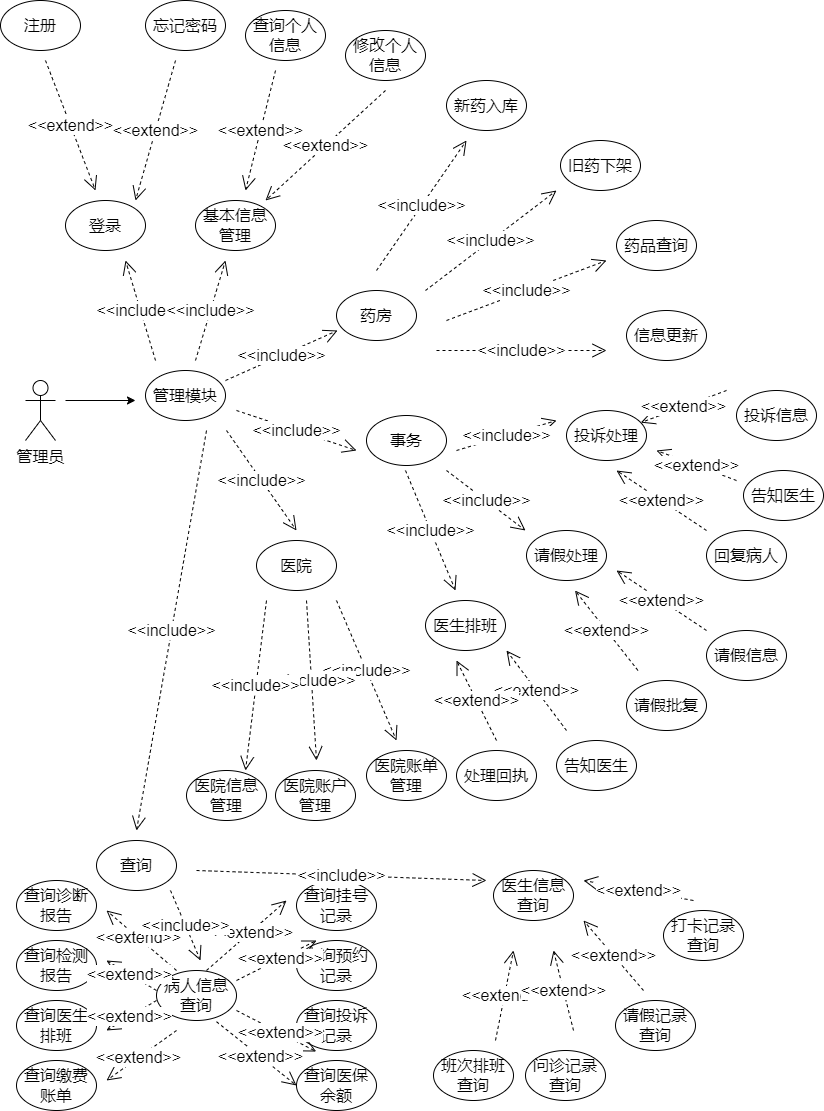 注册
忘记密码
查询个人
信息
修改个人
信息
<<extend>>
<<extend>>
<<extend>>
<<extend>>
新药入库
旧药下架
药品查询
信息更新
登录
基本信息
管理
<<include>>
<<include>>
<<include>>
<<include>>
药房
<<include
<<include>>
<<include>>
管理模块
管理员
<<include>>
事务
<<include>>
投诉处理
<<extend>>
投诉信息
<<extend>>
告知医生
<<extend>>
回复病人
<<include>>
<<include>>
<<include>>
医院
请假处理
<<extend>>
请假信息
<<extend>>
请假批复
医生排班
<<include>>
<<include>>
clude>>
<<include>>
<<extend>>
<<extend>>
医院信息
管理
医院账户
管理
医院账单
管理
处理回执
告知医生
查询
<<include>>
医生信息
查询
<<extend>>
打卡记录
查询
查询诊断
报告
<<include>>
<<extend>>
extend>>
查询挂号
记录
查询检测
报告
<<extend>>
病人信息
查询
<<extend>>
询预约
记录
<<extend>>
请假记录
查询
查询医生
排班
<<extend>>
<<extend>>
查询投诉
记录
<<exten
<<extend>>
查询缴费
账单
<<extend>>
<<extend>>
查询医保
余额
班次排班
查询
问诊记录
查询